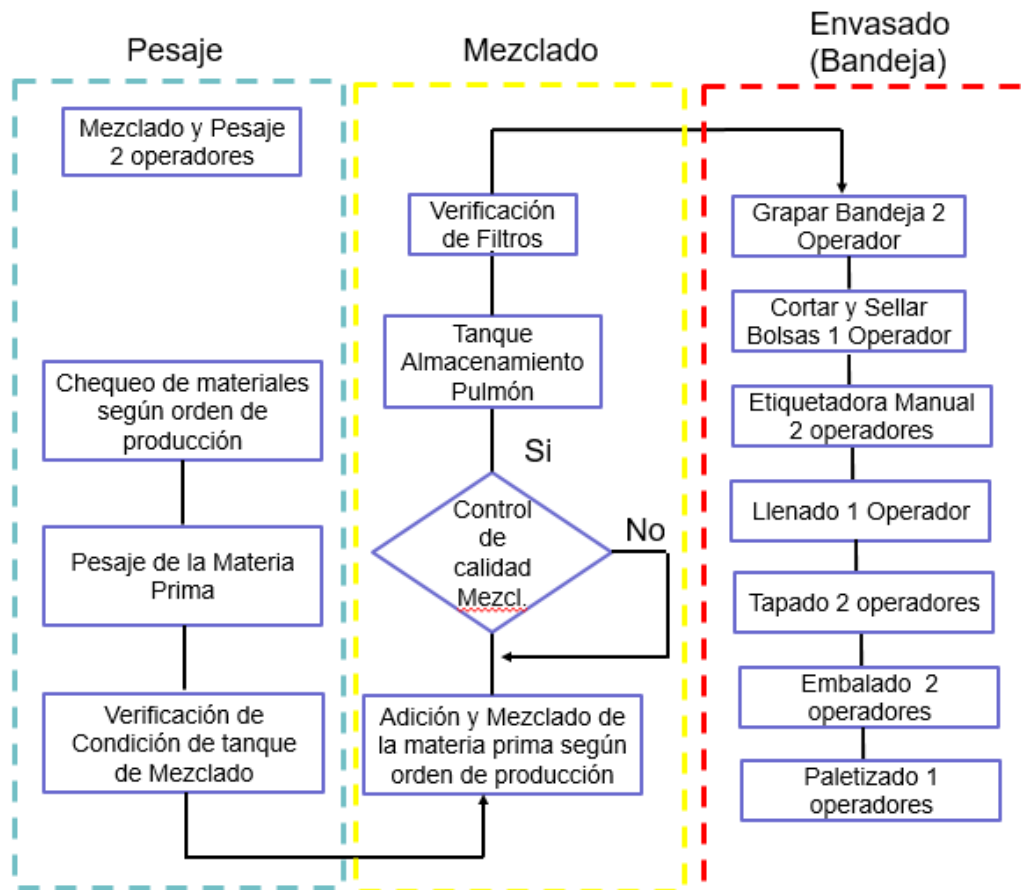 Pesaje
Mezclado y Pesaje
2 operadores
Chequeo de materiales
según orden de
producción
Pesaje de la Materia
Prima
Verificación de
Condición de tanque
de Mezclado
Mezclado
Verificación
de Filtros
Tanque
Almacenamiento
Pulmón
Si
Control
de
calidad
Mezcl.
No
Adición y Mezclado de
la materia prima según
orden de producción
Envasado
(Bandeja)
Grapar Bandeja 2
Operador
Cortar y Sellar
Bolsas 1 Operador
Etiquetadora Manual
2 operadores
Llenado 1 Operador
Tapado 2 operadores
Embalado 2
operadores
Paletizado 1
operadores